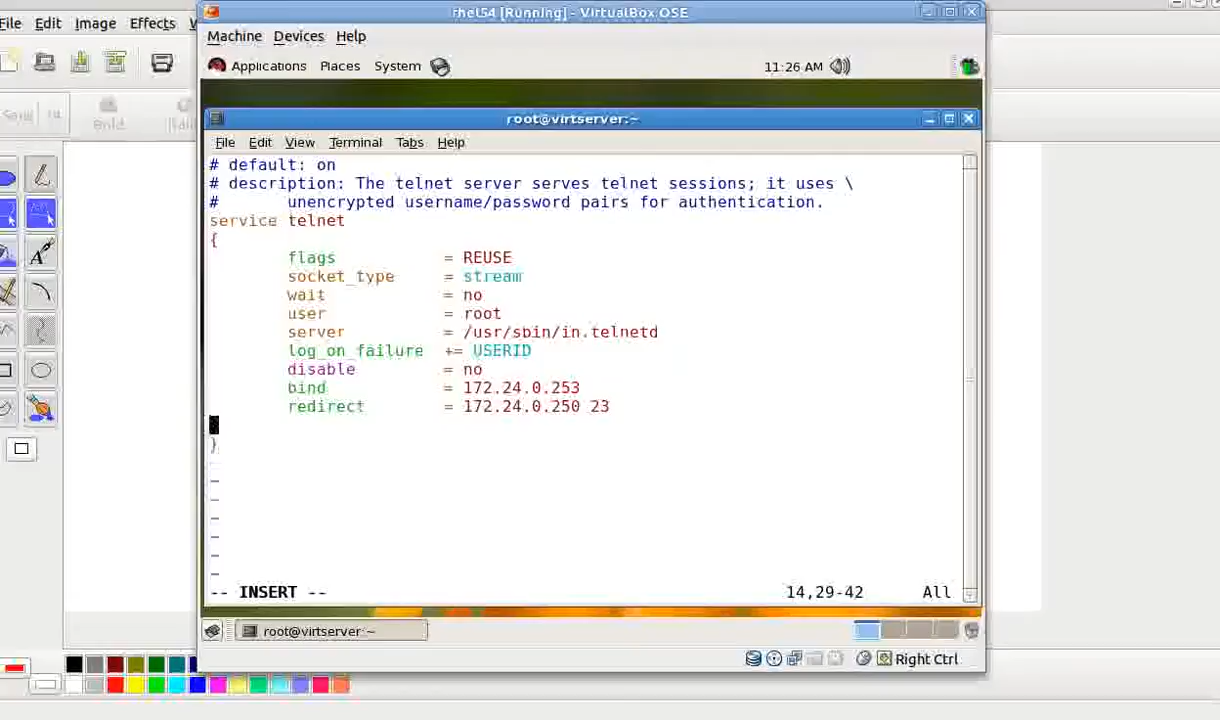 rhel54 [Running] - VirtualBox OSE
File Edit Image Effects
Machine Devices Help
Applications Places System 11:26 AM
root@virtserver:~
File Edit View Terminal Tabs Help
# default: on
# description: The telnet server serves telnet sessions; it uses \
# unencrypted username/password pairs for authentication.
service telnet
{
flags = REUSE
socket_type = stream
wait = no
user = root
server = /usr/sbin/in.telnetd
log_on_failure += USERID
disable = no
bind = 172.24.0.253
redirect = 172.24.0.250 23
}
~
~
~
~
~
~
-- INSERT -- 14,29-42 All
root@virtserver:~
Right Ctrl